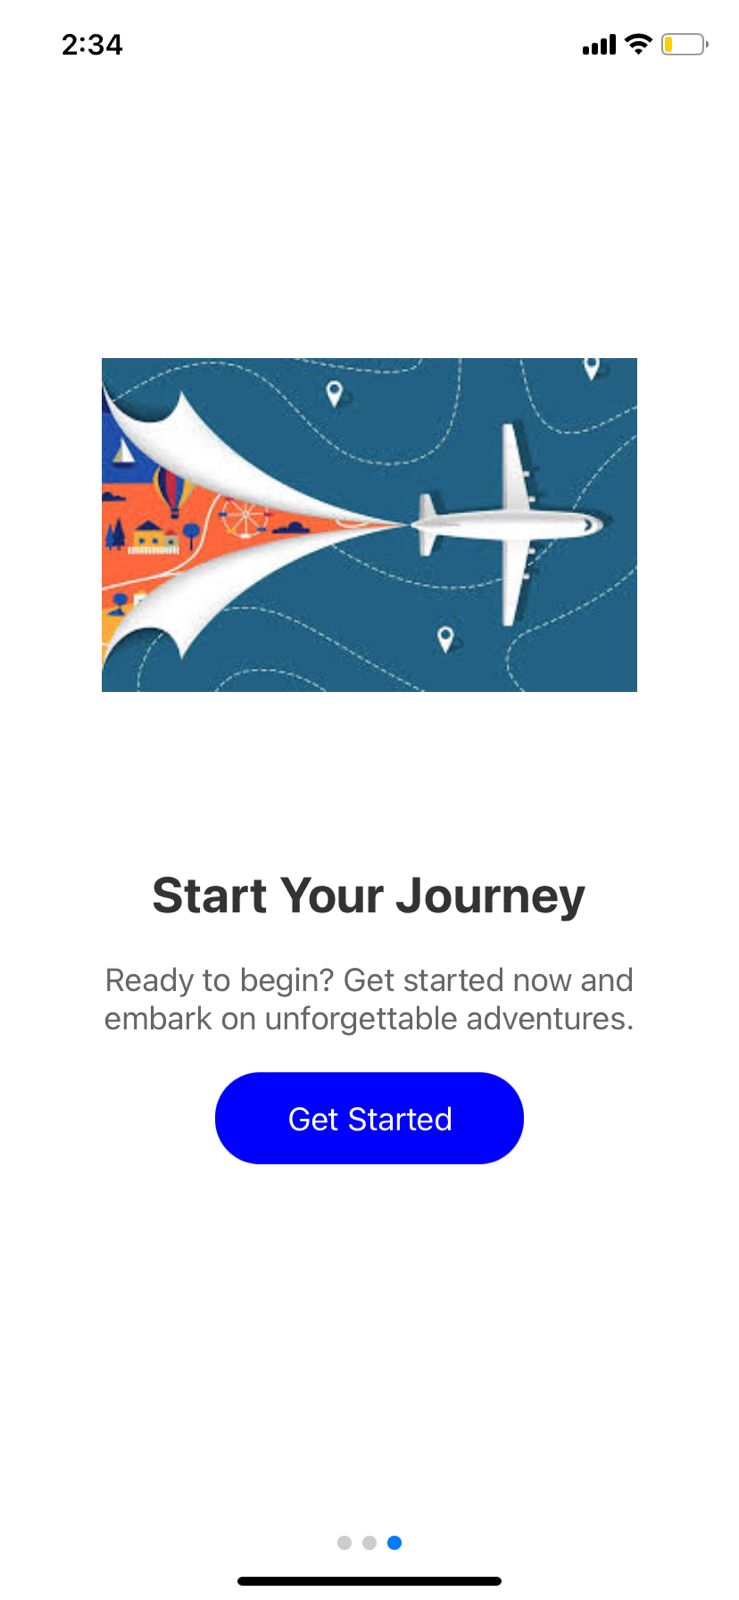 2:34
Start Your Journey
Ready to begin? Get started now and
embark on unforgettable adventures.
Get Started